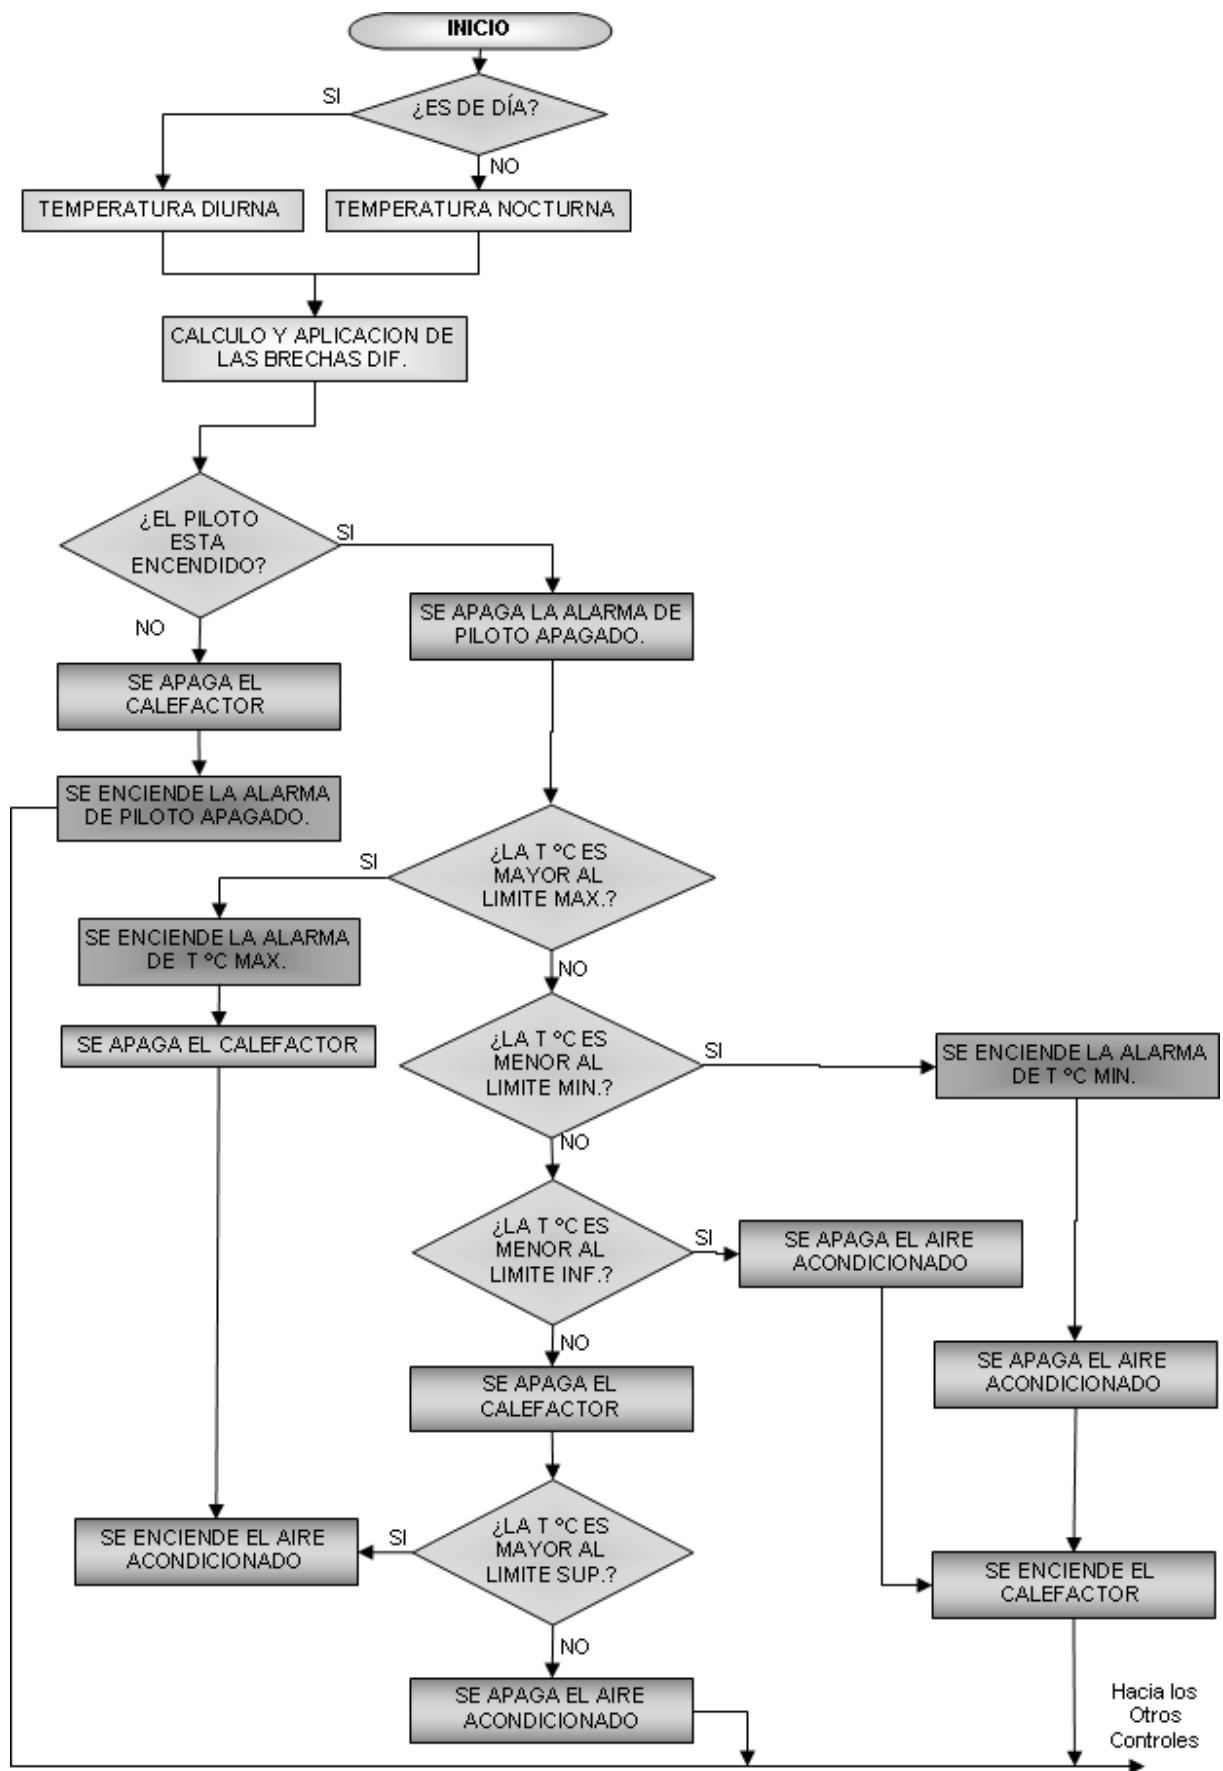 INICIO
¿ES DE DÍA?
SI
NO
TEMPERATURA DIURNA
TEMPERATURA NOCTURNA
CALCULO Y APLICACION DE
LAS BRECHAS DIF.
¿EL PILOTO
ESTA
ENCENDIDO?
SI
NO
SE APAGA LA ALARMA DE
PILOTO APAGADO.
SE APAGA EL
CALEFACTOR
SE ENCIENDE LA ALARMA
DE PILOTO APAGADO.
¿LA T ºC ES
MAYOR AL
LIMITE MAX.?
SI
NO
SE ENCIENDE LA ALARMA
DE T ºC MAX.
SE APAGA EL CALEFACTOR
¿LA T ºC ES
MENOR AL
LIMITE MIN.?
SI
NO
SE ENCIENDE LA ALARMA
DE T ºC MIN.
¿LA T ºC ES
MENOR AL
LIMITE INF.?
SI
NO
SE APAGA EL AIRE
ACONDICIONADO
SE APAGA EL AIRE
ACONDICIONADO
SE APAGA EL
CALEFACTOR
¿LA T ºC ES
MAYOR AL
LIMITE SUP.?
SI
NO
SE ENCIENDE EL AIRE
ACONDICIONADO
SE ENCIENDE EL
CALEFACTOR
SE APAGA EL AIRE
ACONDICIONADO
Hacia los
Otros
Controles